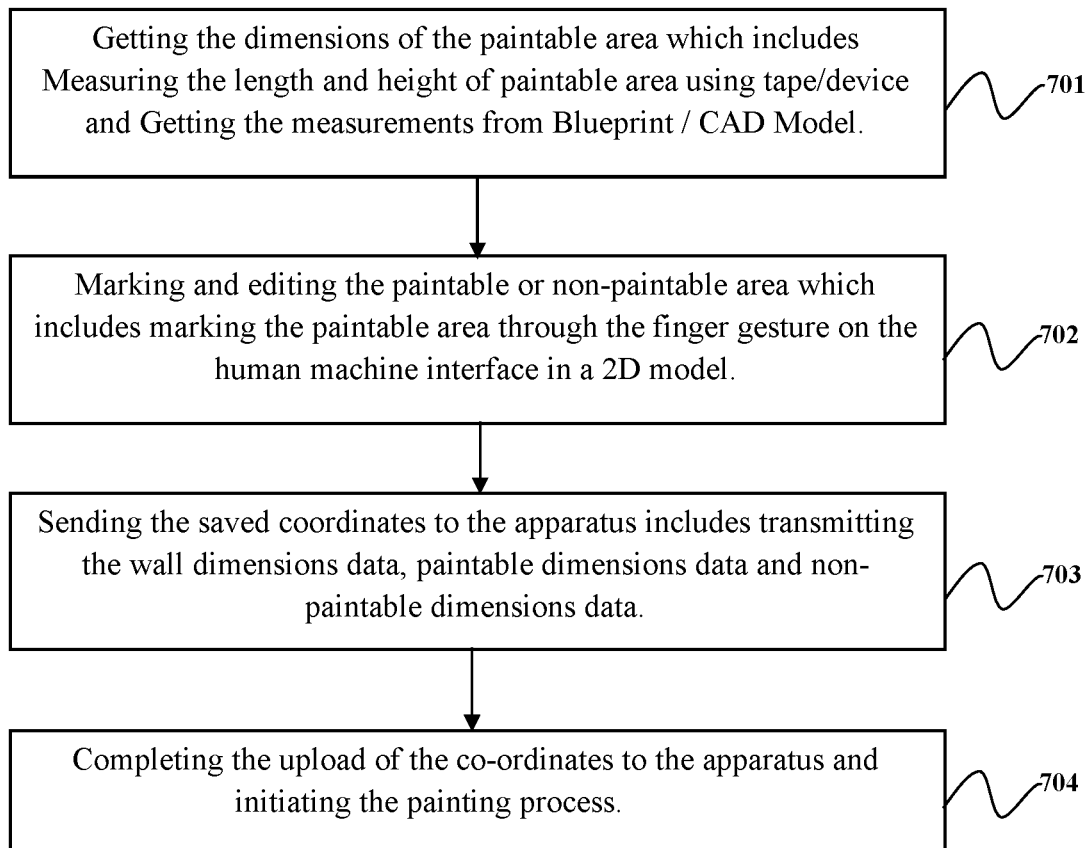 Getting the dimensions of the paintable area which includes
Measuring the length and height of paintable area using tape/device
and Getting the measurements from Blueprint / CAD Model.
701
Marking and editing the paintable or non-paintable area which
includes marking the paintable area through the finger gesture on the
human machine interface in a 2D model.
702
Sending the saved coordinates to the apparatus includes transmitting
the wall dimensions data, paintable dimensions data and non-
paintable dimensions data.
703
Completing the upload of the co-ordinates to the apparatus and
initiating the painting process.
704